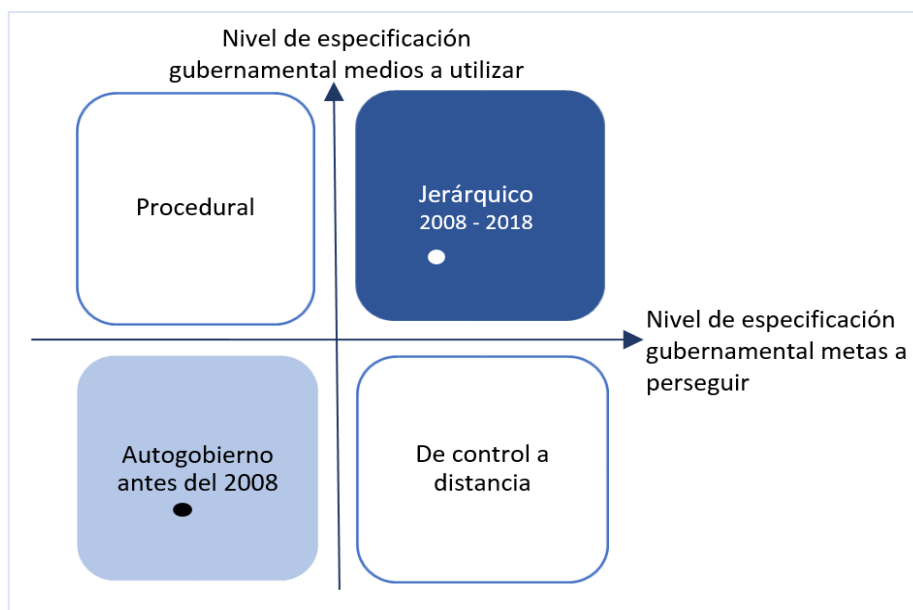 Nivel de especificación
gubernamental medios a utilizar
Procedural
Jerárquico
2008 - 2018
Nivel de especificación
gubernamental metas a
perseguir
Autogobierno
antes del 2008
De control a
distancia